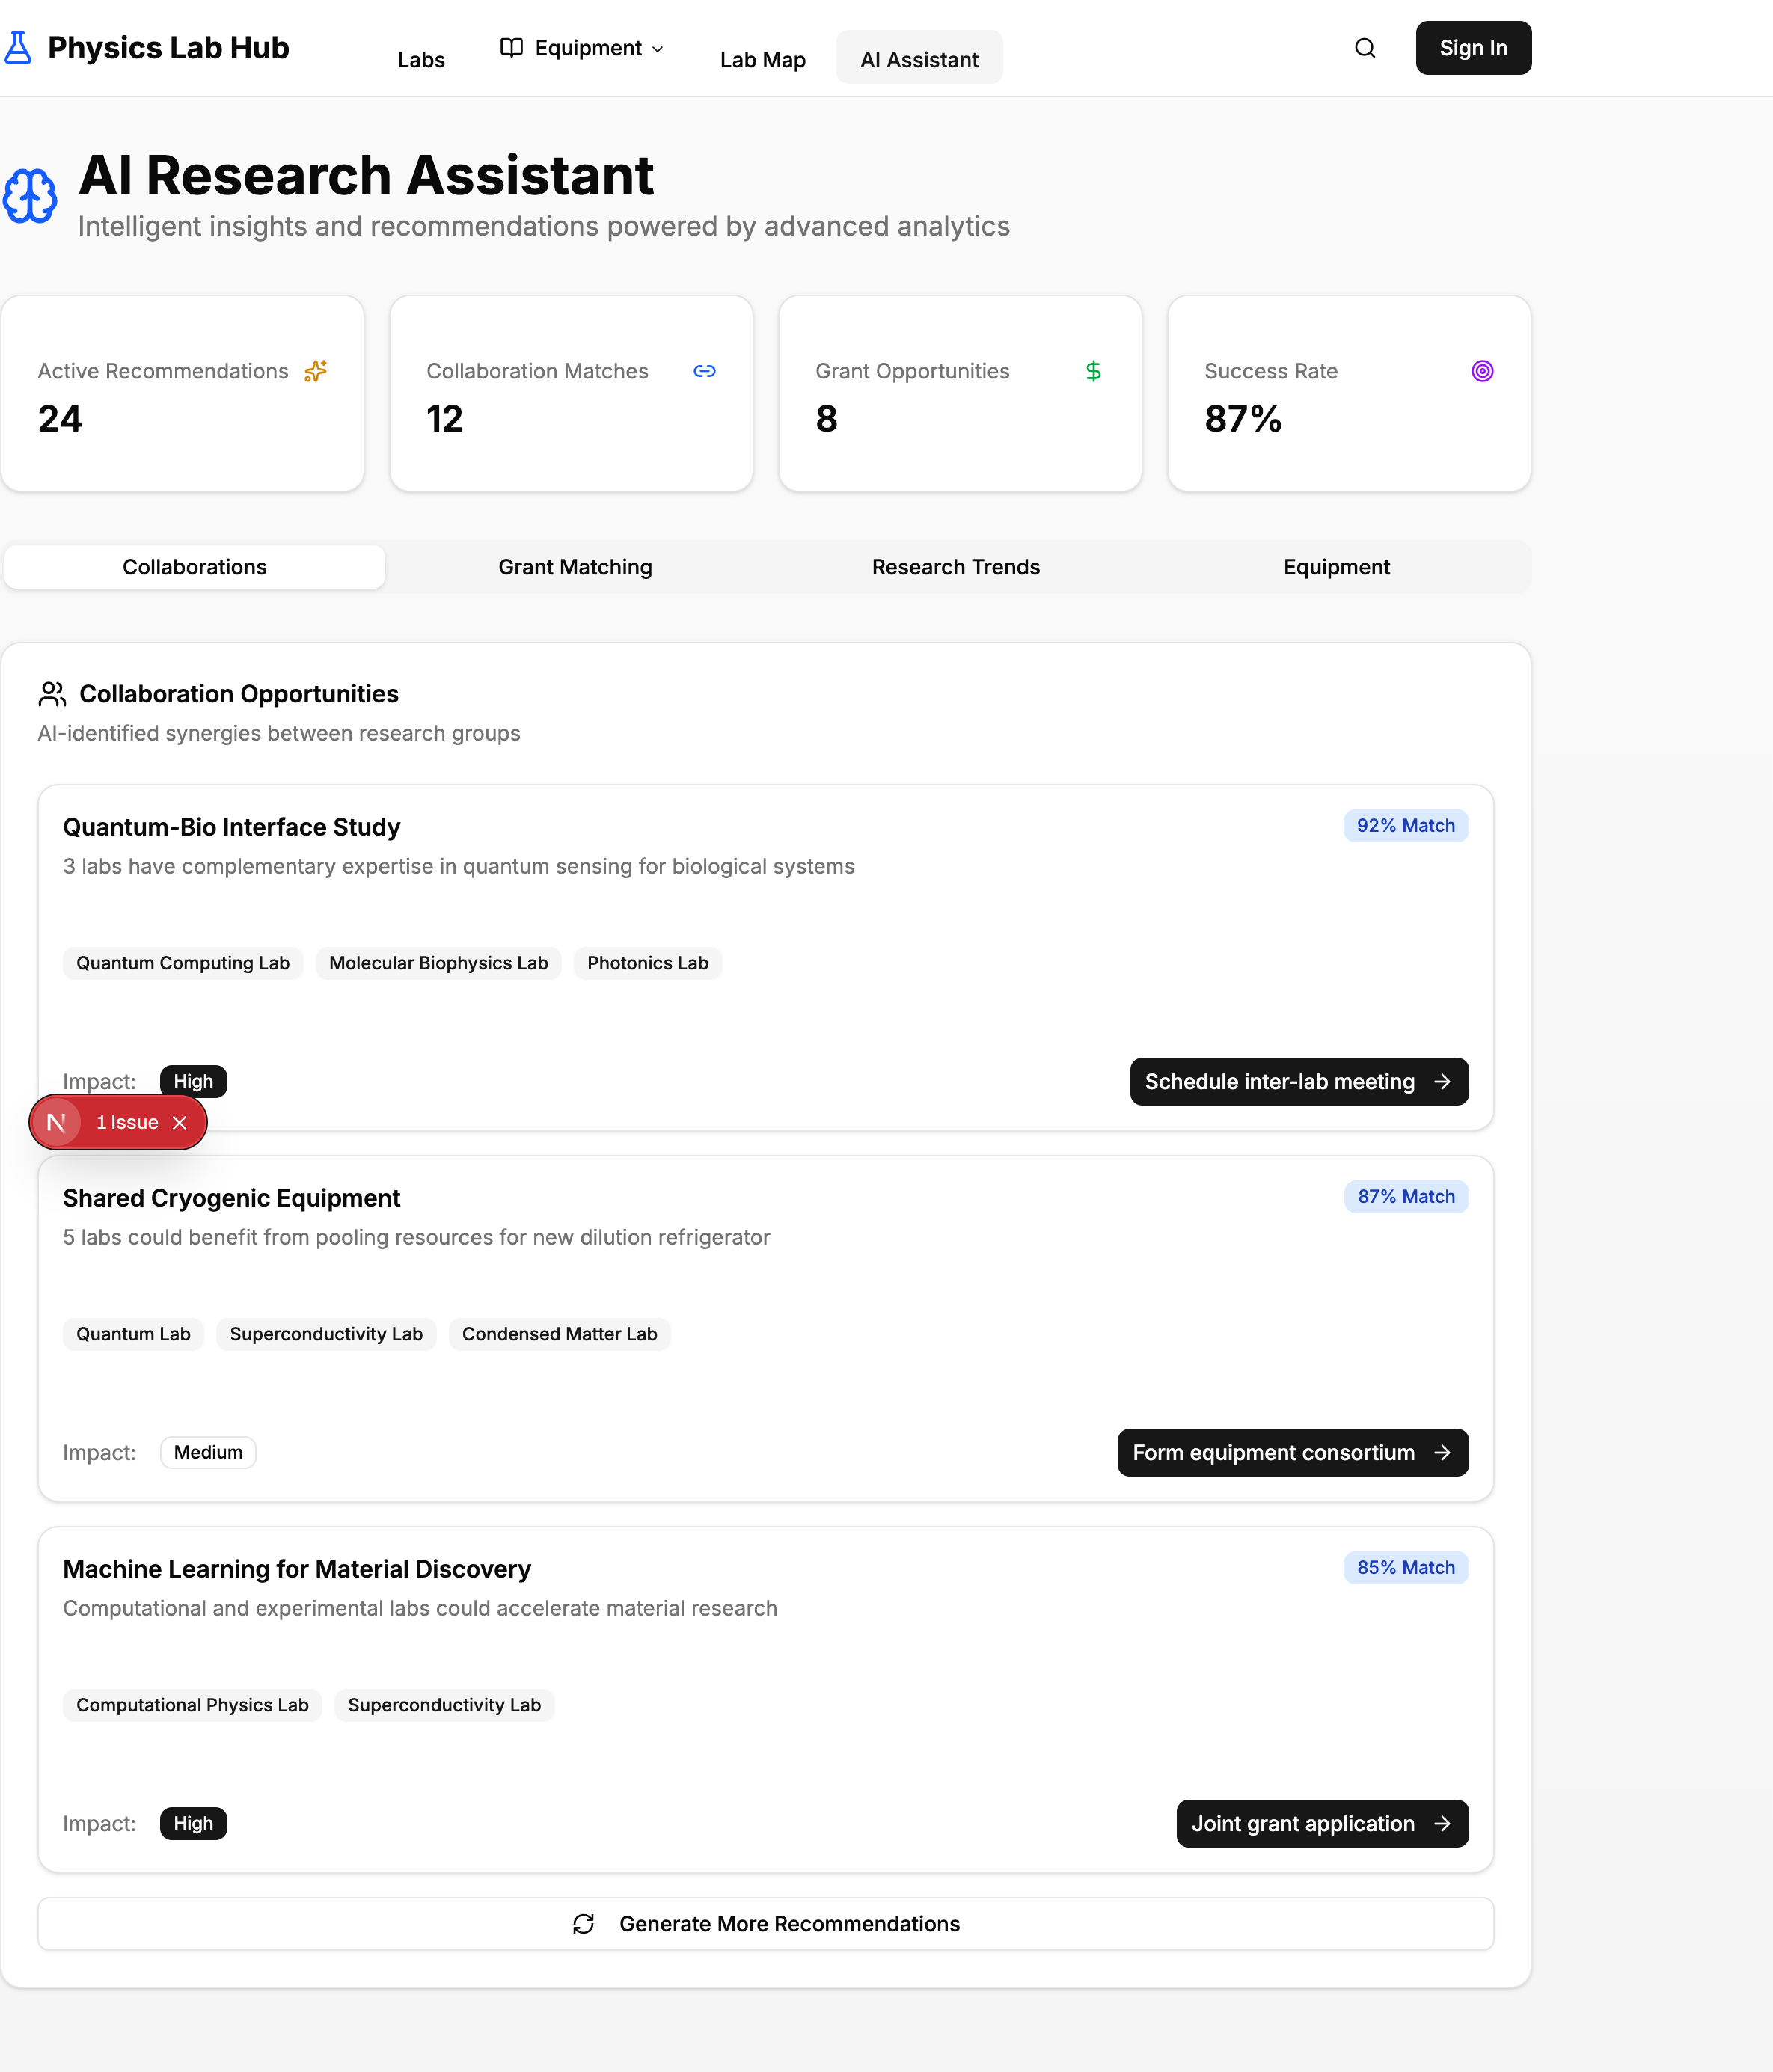 Physics Lab Hub
Labs
Equipment
Lab Map
AI Assistant
Sign In
AI Research Assistant
Intelligent insights and recommendations powered by advanced analytics
Active Recommendations
24
Collaboration Matches
12
Grant Opportunities
8
Success Rate
87%
Collaborations
Grant Matching
Research Trends
Equipment
Collaboration Opportunities
AI-identified synergies between research groups
Quantum-Bio Interface Study
92% Match
3 labs have complementary expertise in quantum sensing for biological systems
Quantum Computing Lab
Molecular Biophysics Lab
Photonics Lab
Impact:
High
Schedule inter-lab meeting
N
1 Issue
Shared Cryogenic Equipment
87% Match
5 labs could benefit from pooling resources for new dilution refrigerator
Quantum Lab
Superconductivity Lab
Condensed Matter Lab
Impact:
Medium
Form equipment consortium
Machine Learning for Material Discovery
85% Match
Computational and experimental labs could accelerate material research
Computational Physics Lab
Superconductivity Lab
Impact:
High
Joint grant application
Generate More Recommendations